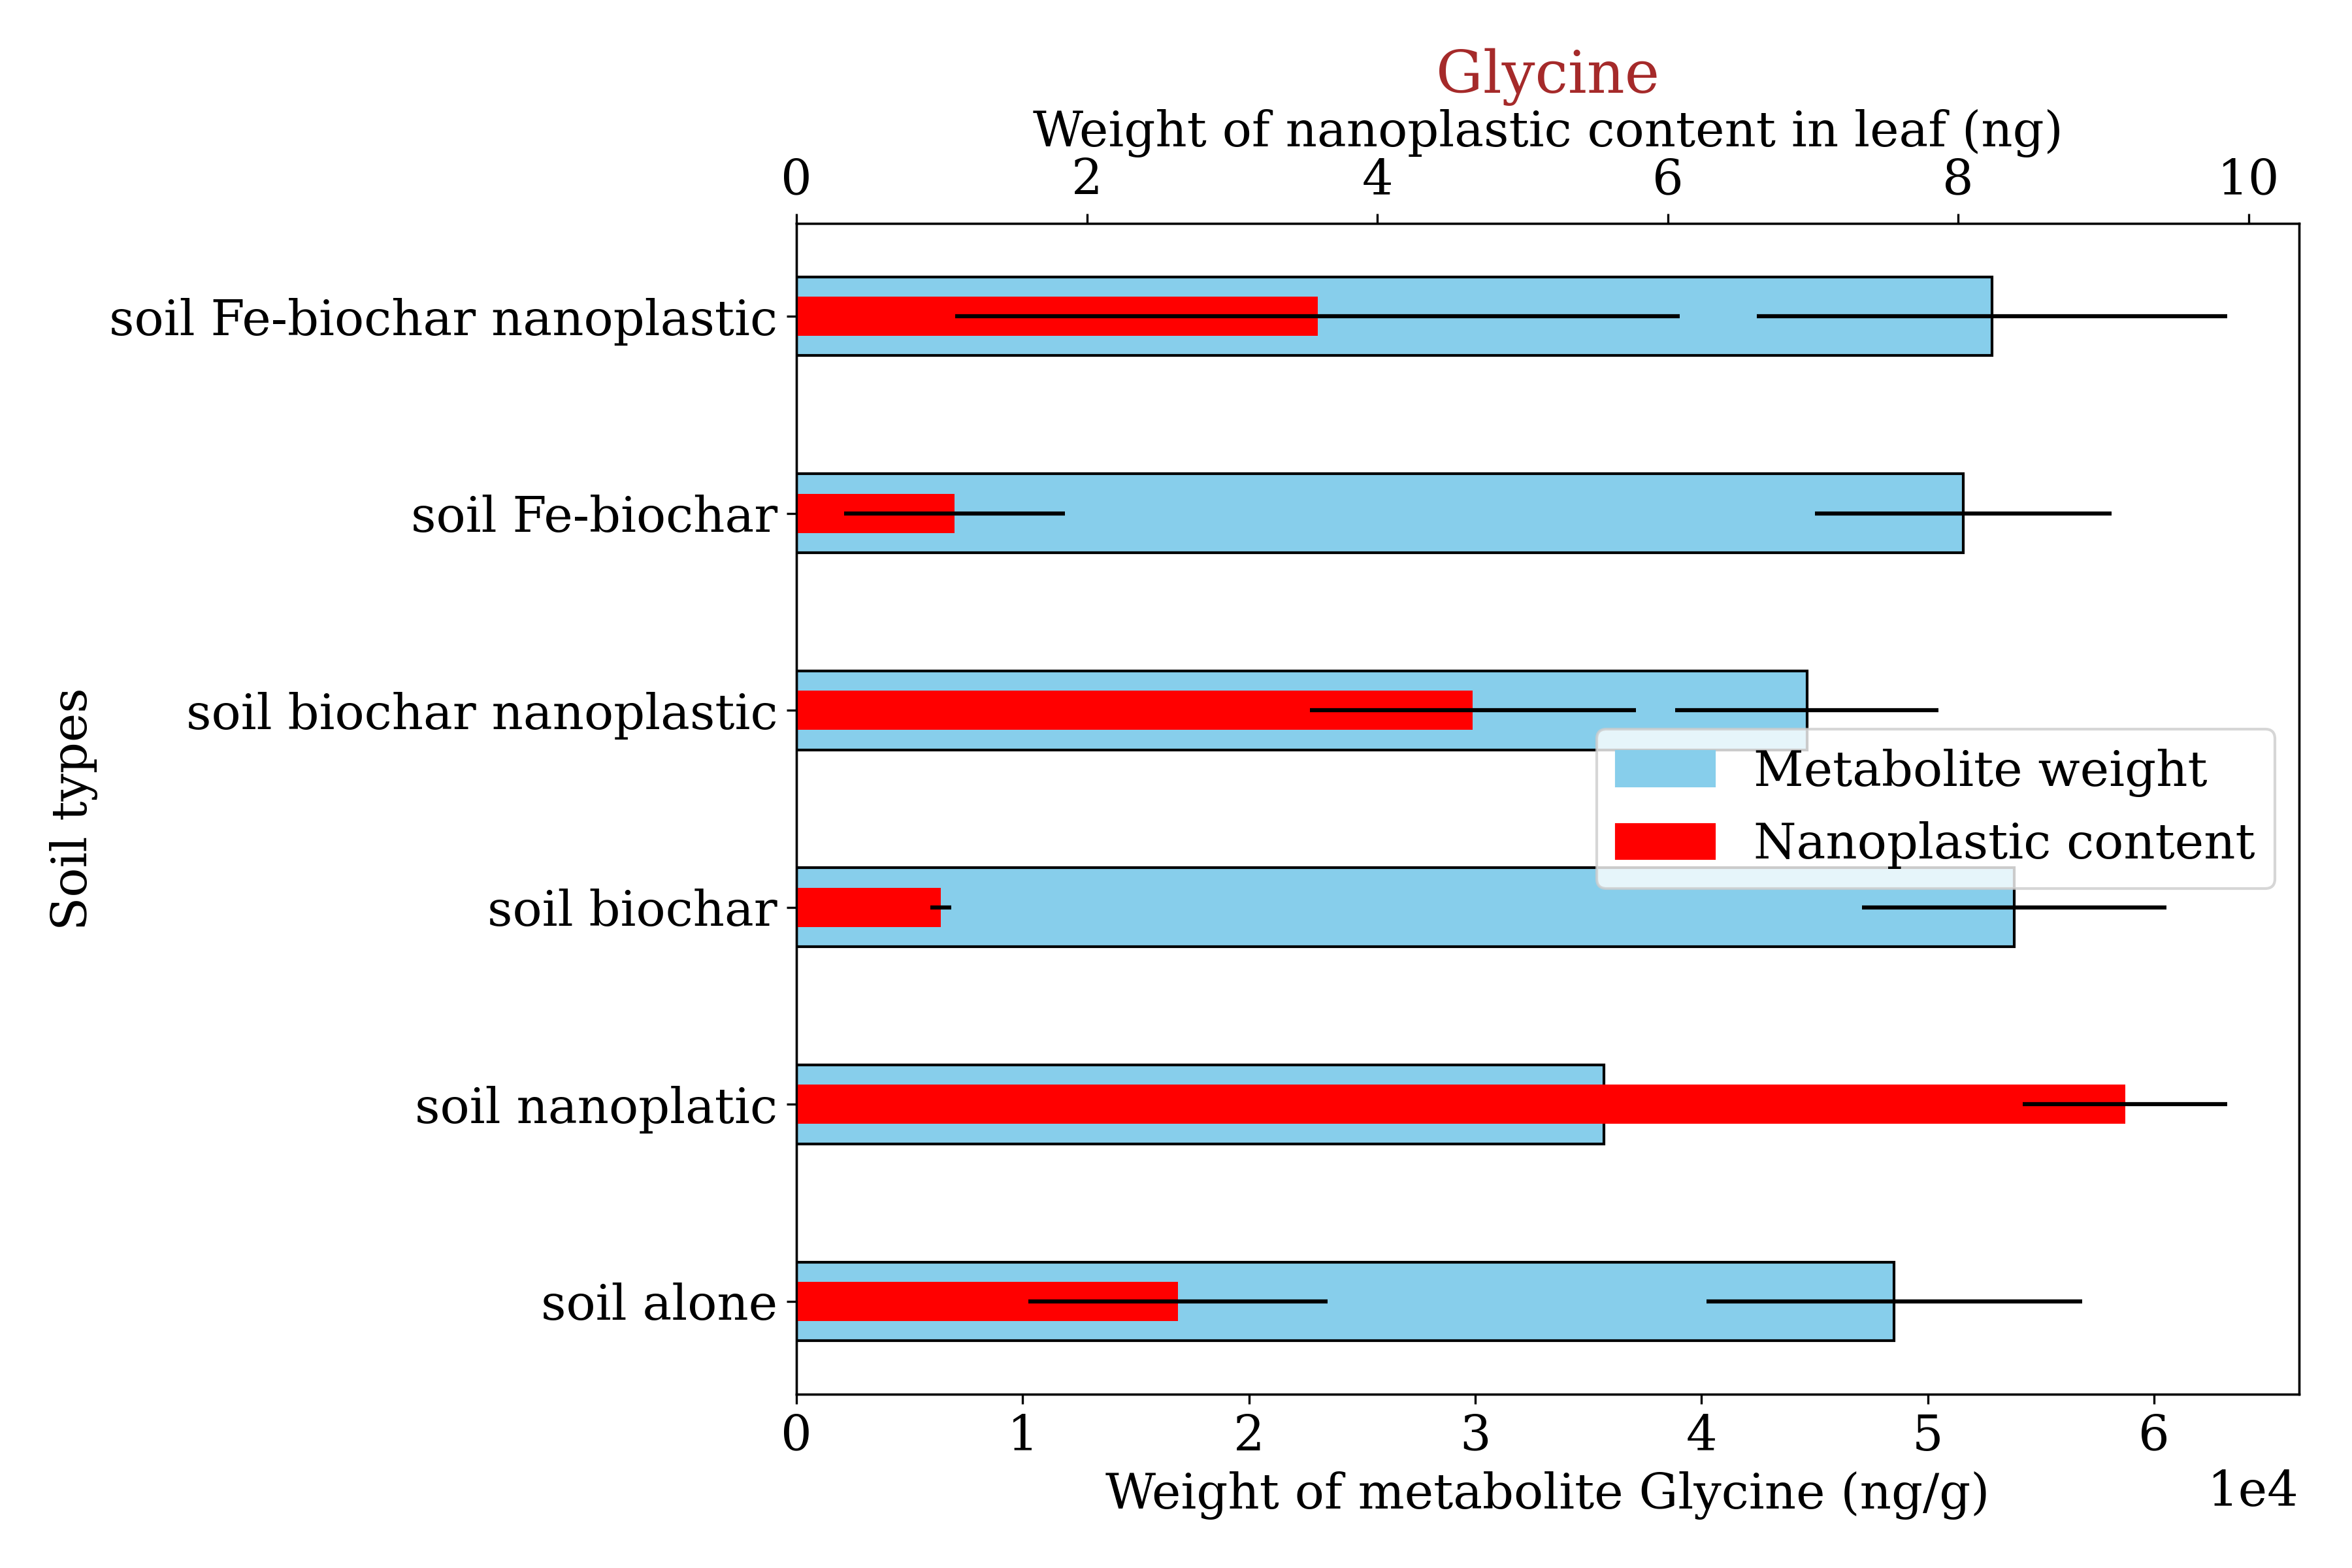 Glycine
Weight of nanoplastic content in leaf (ng)
0 2 4 6 8 10
soil Fe-biochar nanoplastic
soil Fe-biochar
soil biochar nanoplastic
soil biochar
soil nanoplatic
soil alone
Soil types
Metabolite weight
Nanoplastic content
0 1 2 3 4 5 6
Weight of metabolite Glycine (ng/g)
1e4